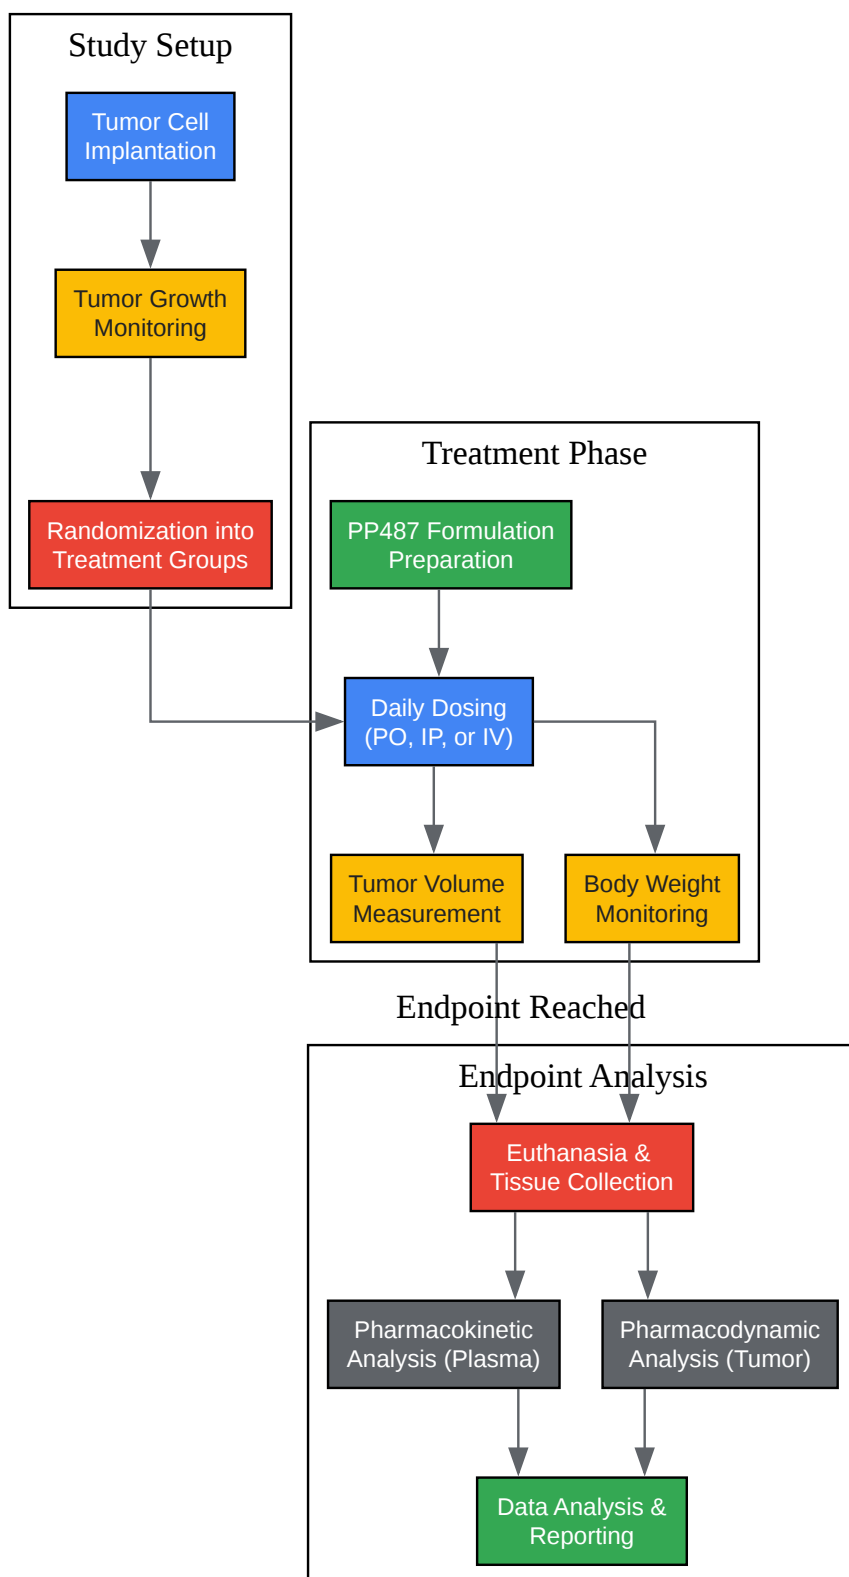 Study Setup
Tumor Cell
Implantation
Tumor Growth
Monitoring
Randomization into
Treatment Groups
Treatment Phase
PP487 Formulation
Preparation
Daily Dosing
(PO, IP, or IV)
Tumor Volume
Measurement
Body Weight
Monitoring
Endpoint Reached
Endpoint Analysis
Euthanasia &
Tissue Collection
Pharmacokinetic
Analysis (Plasma)
Pharmacodynamic
Analysis (Tumor)
Data Analysis &
Reporting